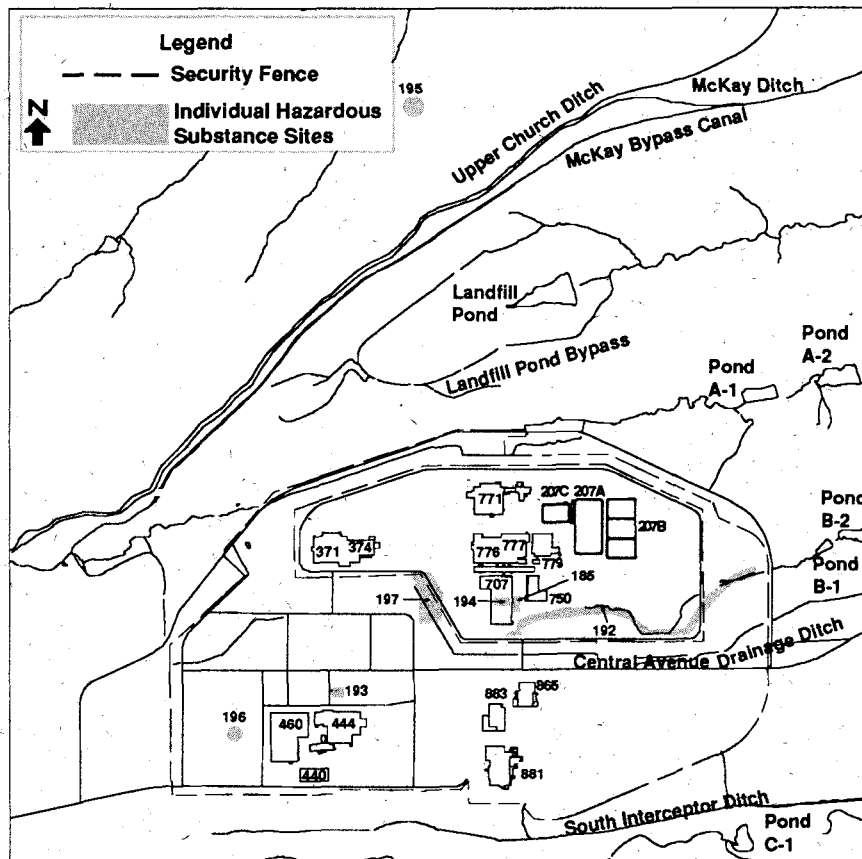 Legend
Security Fence
N
Individual Hazardous
Substance Sites
195
Upper Church Ditch
McKay Ditch
McKay Bypass Canal
Landfill
Pond
Landfill Pond Bypass
Pond
A-1
Pond
A-2
Pond
B-2
Pond
B-1
771
207C
207A
207B
371
374
776
777
779
707
185
750
197
194
192
Central Avenue Drainage Ditch
193
196
460
444
440
883
865
881
South Interceptor Ditch
Pond
C-1